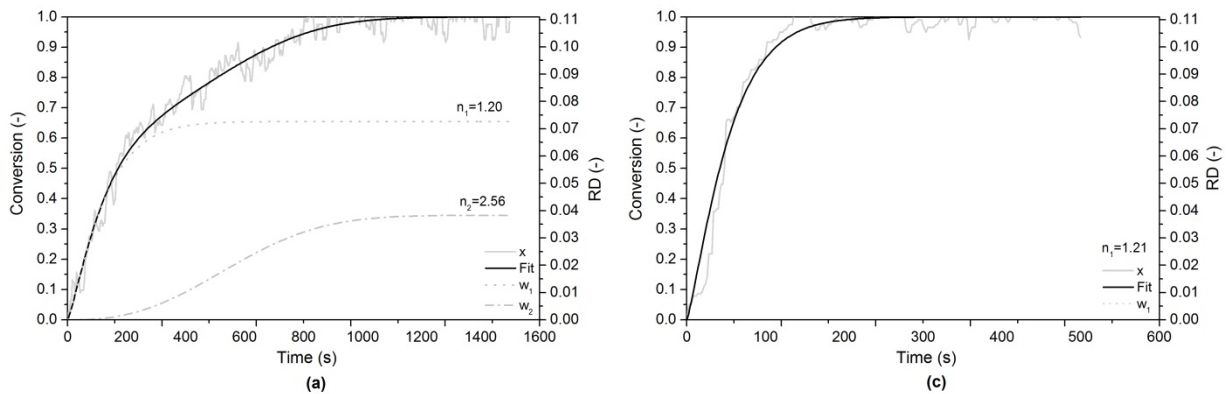 1.0
0.9
0.8
0.7
0.6
0.5
0.4
0.3
0.2
0.1
0.0
Conversion (-)
0.11
0.10
0.09
0.08
0.07
0.06
0.05
0.04
0.03
0.02
0.01
0.00
RD (-)
n₁=1.20
n₂=2.56
x
Fit
w₁
w₂
0 200 400 600 800 1000 1200 1400 1600
Time (s)
(a)
1.0
0.9
0.8
0.7
0.6
0.5
0.4
0.3
0.2
0.1
0.0
Conversion (-)
0.11
0.10
0.09
0.08
0.07
0.06
0.05
0.04
0.03
0.02
0.01
0.00
RD (-)
n₁=1.21
x
Fit
w₁
0 100 200 300 400 500 600
Time (s)
(c)